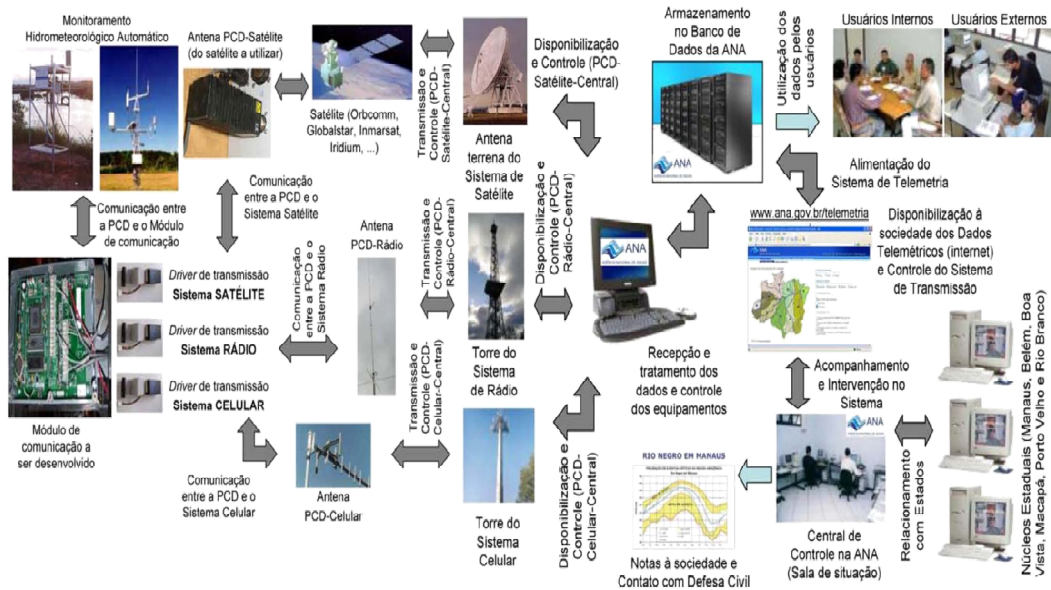 Monitoramento
Hidrometeorológico Automático
Antena PCD-Satélite
(do satélite a utilizar)
Satélite (Orbcomm,
Globalstar, Inmarsat,
Iridium, ...)
Transmissão e
Controle (PCD-
Satélite-Central)
Antena
terrena do
Sistema de
Satélite
Disponibilização
e Controle (PCD-
Satélite-Central)
Armazenamento
no Banco de
Dados da ANA
ANA
Utilização dos
dados pelos
usuários
Usuários Internos
Usuários Externos
Alimentação do
Sistema de Telemetria
www.ana.gov.br/telemetria
ANA
Disponibilização à
sociedade dos Dados
Telemétricos (internet)
e Controle do Sistema
de Transmissão
Comunicação entre
a PCD e o Módulo
de comunicação
Comunicação
entre a PCD e o
Sistema Satélite
Driver de transmissão
Sistema SATÉLITE
Driver de transmissão
Sistema RÁDIO
Driver de transmissão
Sistema CELULAR
Módulo de
comunicação a
ser desenvolvido
Comunicação
entre a PCD e o
Sistema Rádio
Antena
PCD-Rádio
Transmissão e
Controle (PCD-
Rádio-Central)
Torre do
Sistema
de Rádio
Disponibilização e
Controle (PCD-
Rádio-Central)
ANA
Recepção e
tratamento dos
dados e controle
dos equipamentos
Comunicação
entre a PCD e o
Sistema Celular
Antena
PCD-Celular
Transmissão e
Controle (PCD-
Celular-Central)
Torre do
Sistema
Celular
Disponibilização e
Controle (PCD-
Celular-Central)
RIO NEGRO EM MANAUS
Notas à sociedade e
Contato com Defesa Civil
Acompanhamento
e Intervenção no
Sistema
ANA
Central de
Controle na ANA
(Sala de situação)
Relacionamento
com Estados
Núcleos Estaduais (Manaus, Belém, Boa
Vista, Macapá, Porto Velho e Rio Branco)